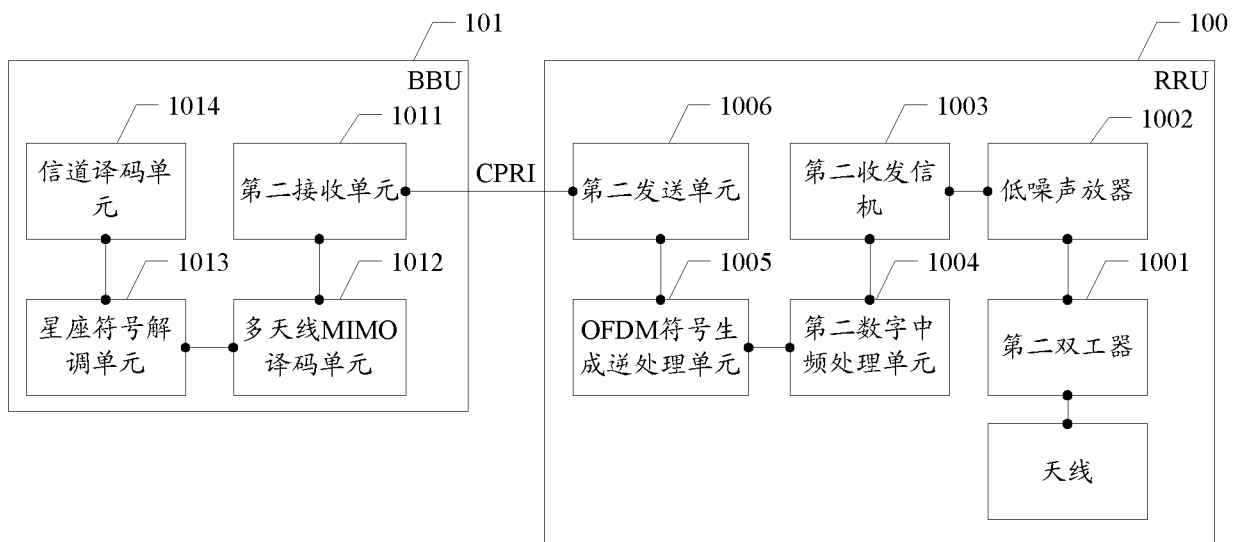 101
BBU
1014
信道译码单
元
1011
第二接收单元
1013
星座符号解
调单元
1012
多天线MIMO
译码单元
CPRI
100
RRU
1006
第二发送单元
1003
第二收发信
机
1002
低噪声放器
1005
OFDM符号生
成逆处理单元
1004
第二数字中
频处理单元
1001
第二双工器
天线